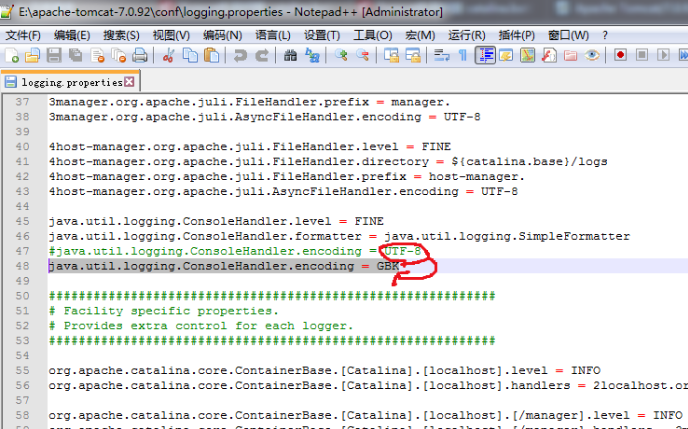 E:\apache-tomcat-7.0.92\conf\logging.properties - Notepad++ [Administrator]
文件(F) 编辑(E) 搜索(S) 视图(V) 编码(N) 语言(L) 设置(T) 工具(O) 宏(M) 运行(R) 插件(P) 窗口(W) ?
logging.properties
37 3manager.org.apache.juli.FileHandler.prefix = manager.
38 3manager.org.apache.juli.AsyncFileHandler.encoding = UTF-8
39
40 4host-manager.org.apache.juli.FileHandler.level = FINE
41 4host-manager.org.apache.juli.FileHandler.directory = ${catalina.base}/logs
42 4host-manager.org.apache.juli.FileHandler.prefix = host-manager.
43 4host-manager.org.apache.juli.AsyncFileHandler.encoding = UTF-8
44
45 java.util.logging.ConsoleHandler.level = FINE
46 java.util.logging.ConsoleHandler.formatter = java.util.logging.SimpleFormatter
47 #java.util.logging.ConsoleHandler.encoding = UTF-8
48 java.util.logging.ConsoleHandler.encoding = GBK
49
50 ############################################################
51 # Facility specific properties.
52 # Provides extra control for each logger.
53 ############################################################
54
55 org.apache.catalina.core.ContainerBase.[Catalina].[localhost].level = INFO
56 org.apache.catalina.core.ContainerBase.[Catalina].[localhost].handlers = 2localhost.or
57
58 org.apache.catalina.core.ContainerBase.[Catalina].[localhost].[/manager].level = INFO